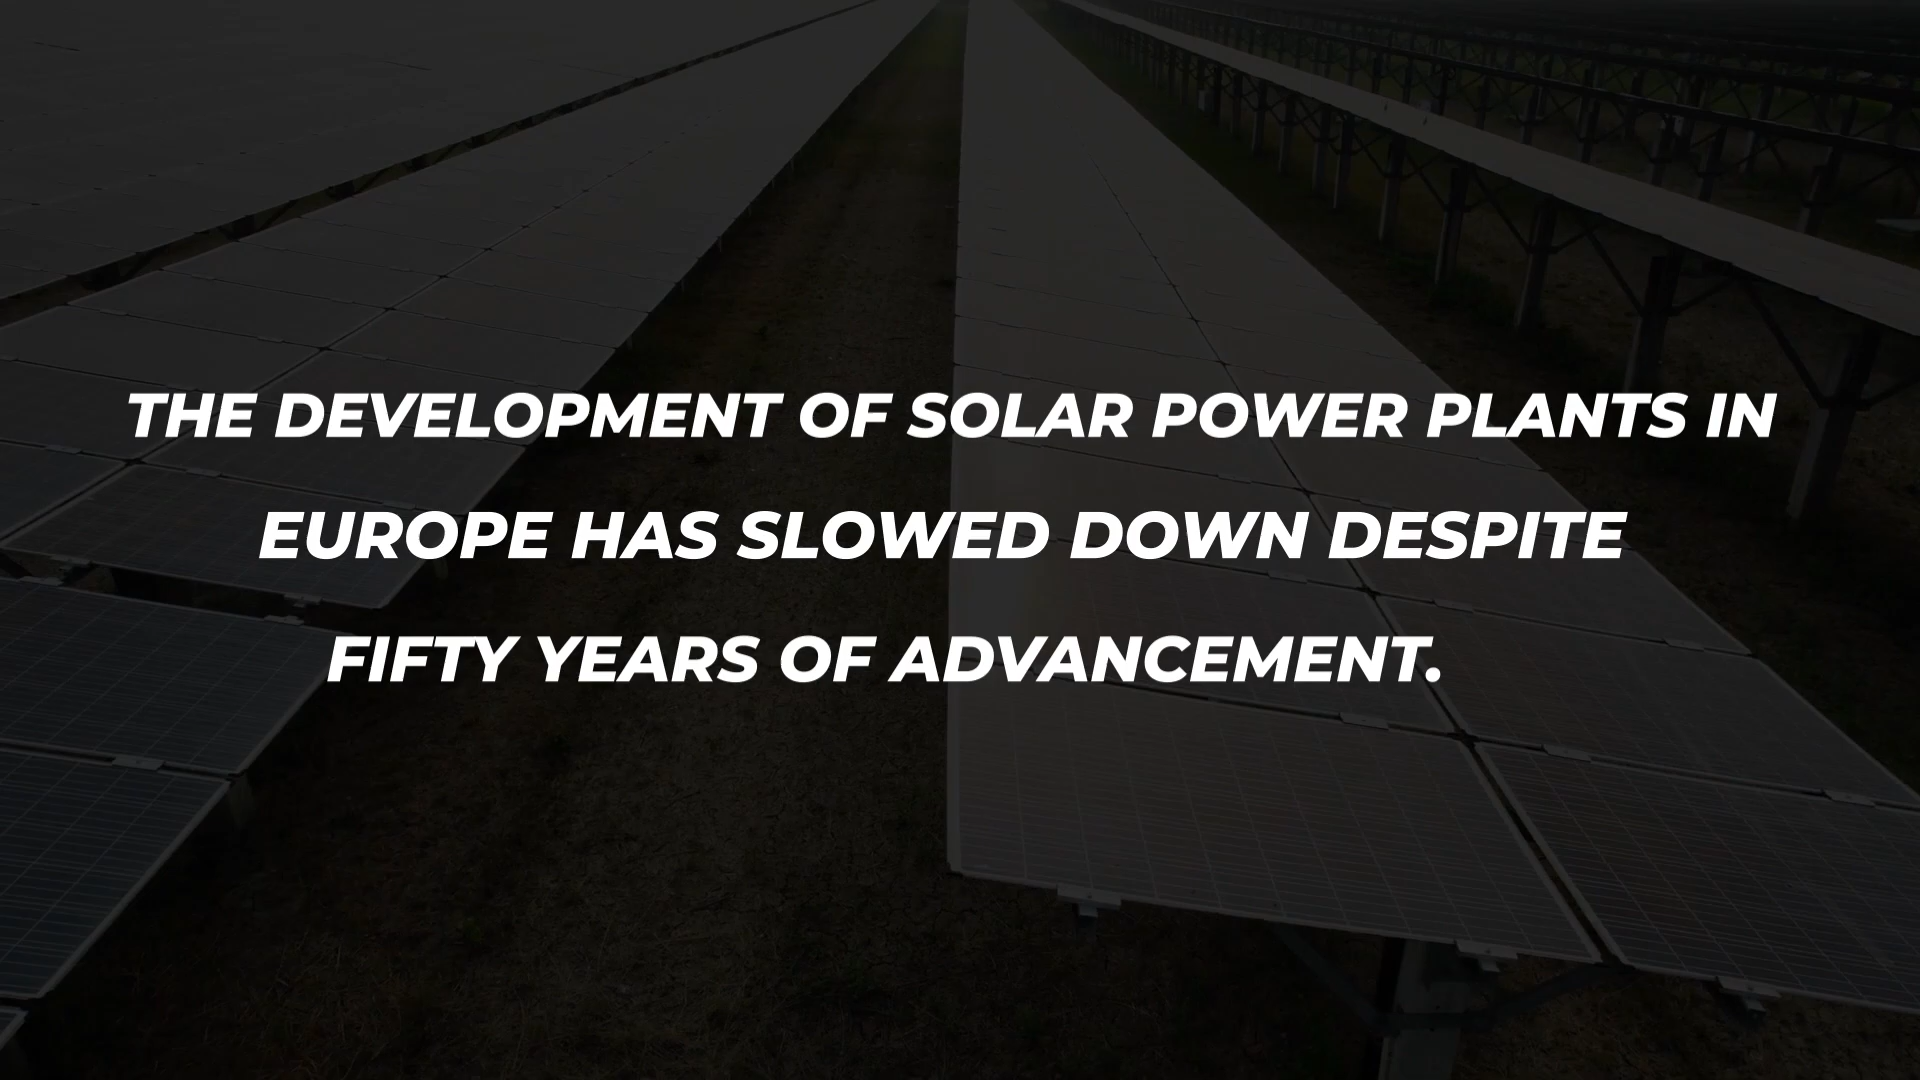 THE DEVELOPMENT OF SOLAR POWER PLANTS IN
EUROPE HAS SLOWED DOWN DESPITE
FIFTY YEARS OF ADVANCEMENT.